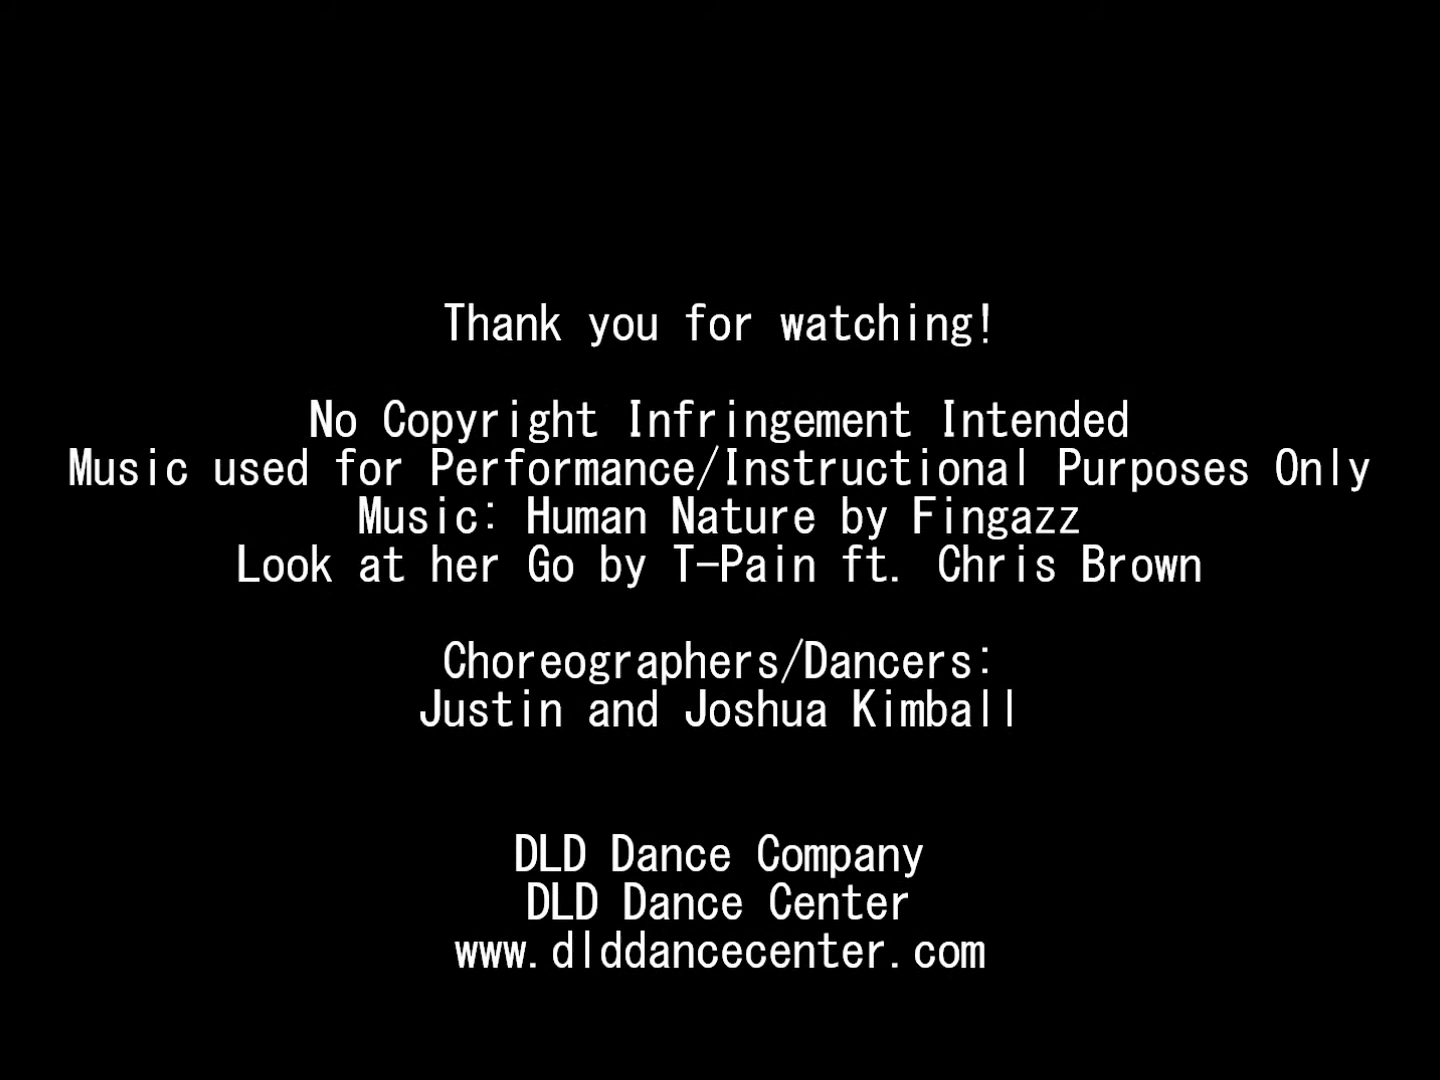 Thank you for watching!
No Copyright Infringement Intended
Music used for Performance/Instructional Purposes Only
Music: Human Nature by Fingazz
Look at her Go by T-Pain ft. Chris Brown
Choreographers/Dancers:
Justin and Joshua Kimball
DLD Dance Company
DLD Dance Center
www.dlddancecenter.com